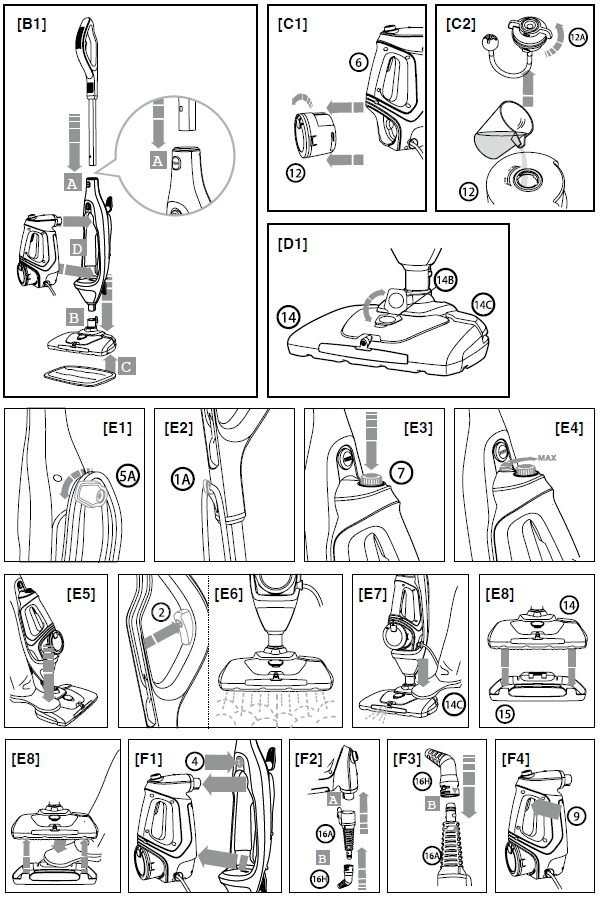 [B1]
A
A
D
B
C
[C1]
6
12
[C2]
12A
12
[D1]
14B
14C
14
[E1]
5A
[E2]
1A
[E3]
7
[E4]
MAX
[E5]
2
[E6]
[E7]
14C
[E8]
14
15
[E8]
[F1]
4
[F2]
A
16A
B
16H
[F3]
16H
B
16A
[F4]
9